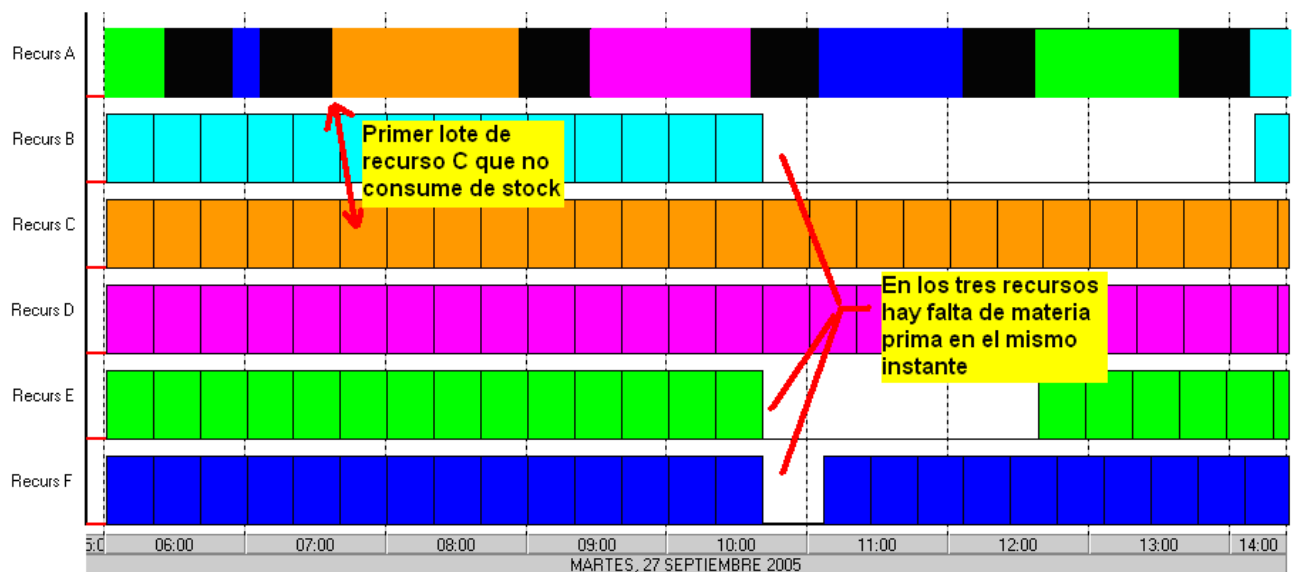 Recurs A
Recurs B
Primer lote de
recurso C que no
consume de stock
Recurs C
En los tres recursos
hay falta de materia
prima en el mismo
instante
Recurs D
Recurs E
Recurs F
5:0 06:00 07:00 08:00 09:00 10:00 11:00 12:00 13:00 14:00
MARTES, 27 SEPTIEMBRE 2005